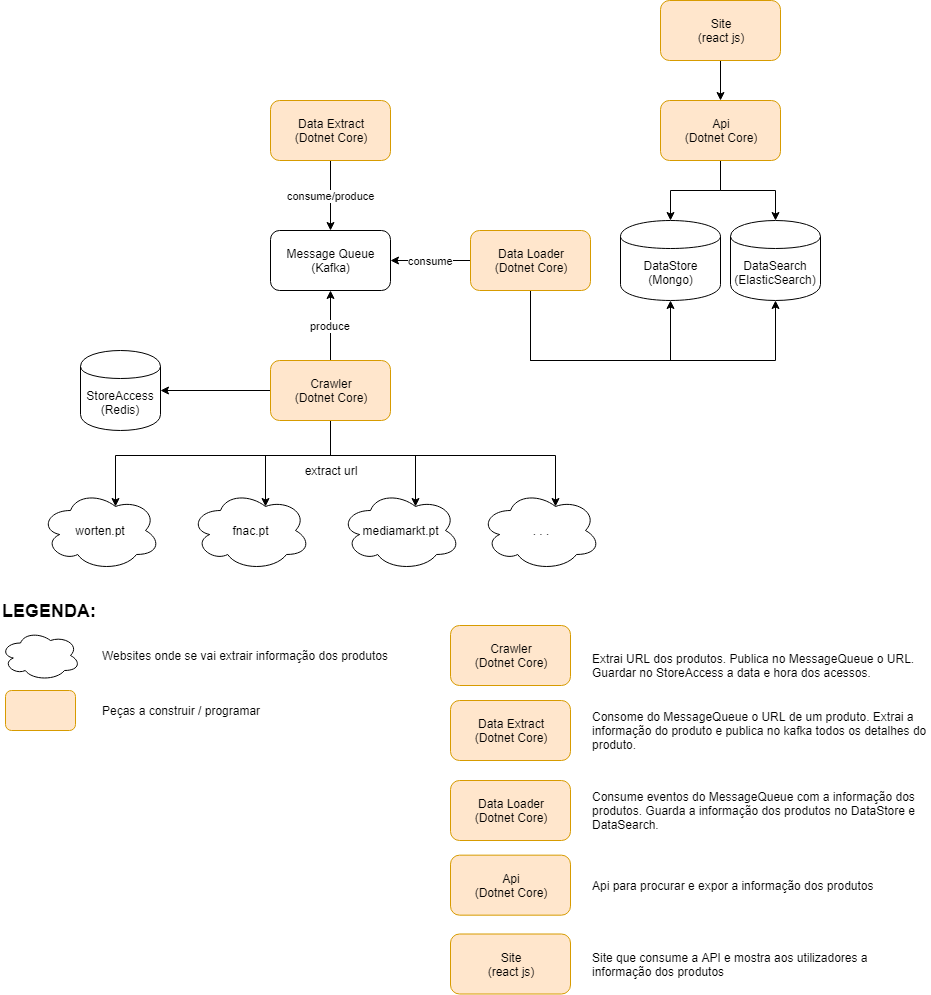 Site
(react js)
Data Extract
(Dotnet Core)
Api
(Dotnet Core)
consume/produce
Message Queue
(Kafka)
consume
Data Loader
(Dotnet Core)
DataStore
(Mongo)
DataSearch
(ElasticSearch)
produce
StoreAccess
(Redis)
Crawler
(Dotnet Core)
extract url
worten.pt
fnac.pt
mediamarkt.pt
. . .
LEGENDA:
Websites onde se vai extrair informação dos produtos
Peças a construir / programar
Crawler
(Dotnet Core)
Extrai URL dos produtos. Publica no MessageQueue o URL.
Guardar no StoreAccess a data e hora dos acessos.
Data Extract
(Dotnet Core)
Consome do MessageQueue o URL de um produto. Extrai a
informação do produto e publica no kafka todos os detalhes do
produto.
Data Loader
(Dotnet Core)
Consume eventos do MessageQueue com a informação dos
produtos. Guarda a informação dos produtos no DataStore e
DataSearch.
Api
(Dotnet Core)
Api para procurar e expor a informação dos produtos
Site
(react js)
Site que consume a API e mostra aos utilizadores a
informação dos produtos